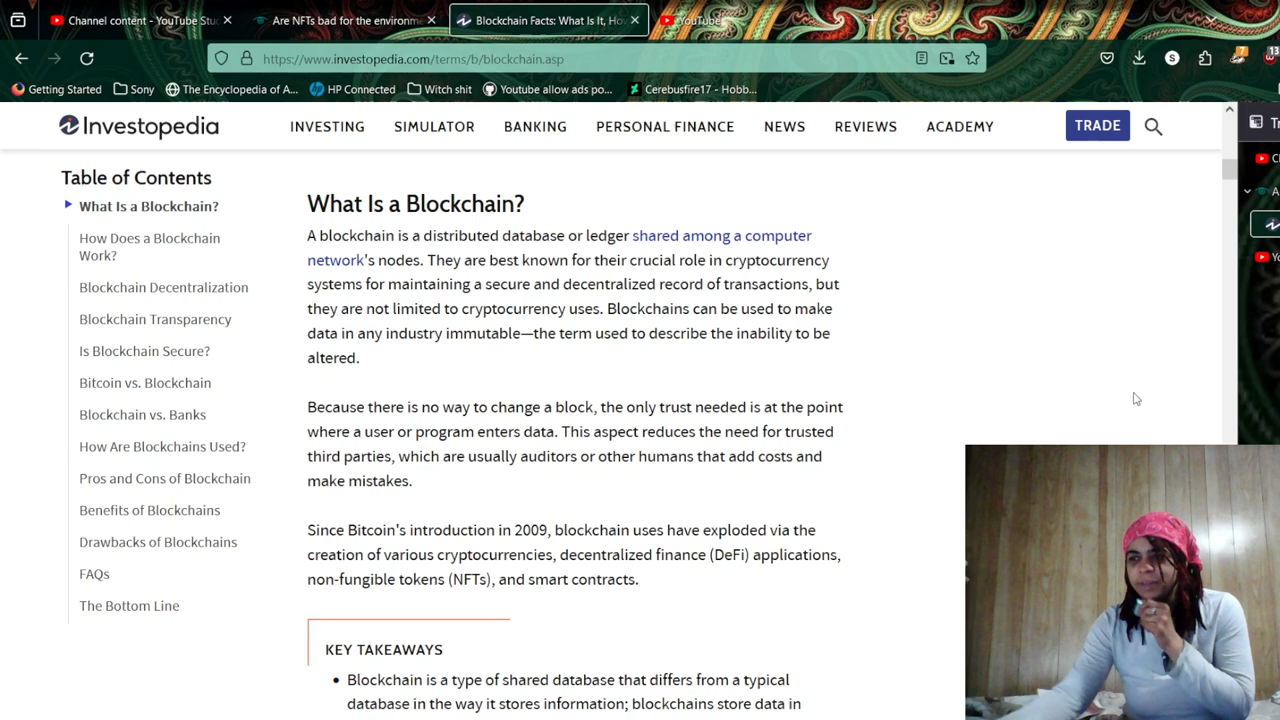 Channel content - YouTube Stu
Are NFTs bad for the environm
Blockchain Facts: What Is It, Ho
YouTube
https://www.investopedia.com/terms/b/blockchain.asp
S
7
13
Getting Started
Sony
The Encyclopedia of A...
HP Connected
Witch shit
Youtube allow ads po...
Cerebusfire17 - Hobb...
Investopedia
INVESTING
SIMULATOR
BANKING
PERSONAL FINANCE
NEWS
REVIEWS
ACADEMY
TRADE
Table of Contents
What Is a Blockchain?
How Does a Blockchain
Work?
Blockchain Decentralization
Blockchain Transparency
Is Blockchain Secure?
Bitcoin vs. Blockchain
Blockchain vs. Banks
How Are Blockchains Used?
Pros and Cons of Blockchain
Benefits of Blockchains
Drawbacks of Blockchains
FAQs
The Bottom Line
What Is a Blockchain?
A blockchain is a distributed database or ledger shared among a computer
network's nodes. They are best known for their crucial role in cryptocurrency
systems for maintaining a secure and decentralized record of transactions, but
they are not limited to cryptocurrency uses. Blockchains can be used to make
data in any industry immutable—the term used to describe the inability to be
altered.
Because there is no way to change a block, the only trust needed is at the point
where a user or program enters data. This aspect reduces the need for trusted
third parties, which are usually auditors or other humans that add costs and
make mistakes.
Since Bitcoin's introduction in 2009, blockchain uses have exploded via the
creation of various cryptocurrencies, decentralized finance (DeFi) applications,
non-fungible tokens (NFTs), and smart contracts.
KEY TAKEAWAYS
• Blockchain is a type of shared database that differs from a typical
database in the way it stores information; blockchains store data in